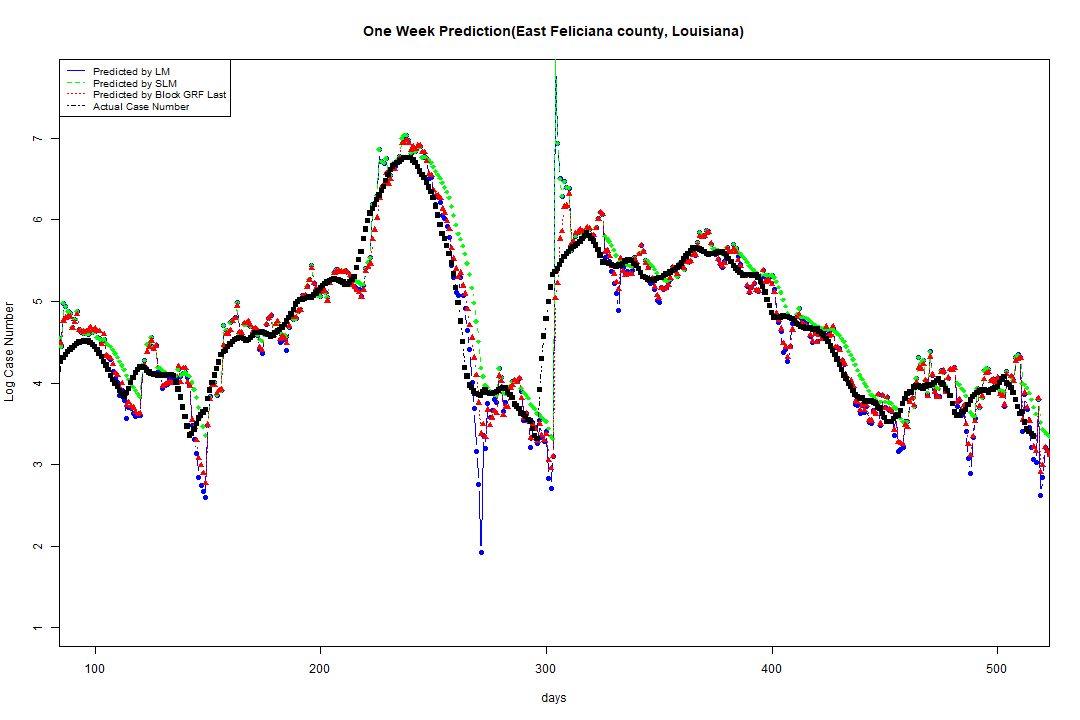 One Week Prediction(East Feliciana county, Louisiana)
Predicted by LM
Predicted by SLM
Predicted by Block GRF Last
Actual Case Number
Log Case Number
7
6
5
4
3
2
1
100 200 300 400 500
days